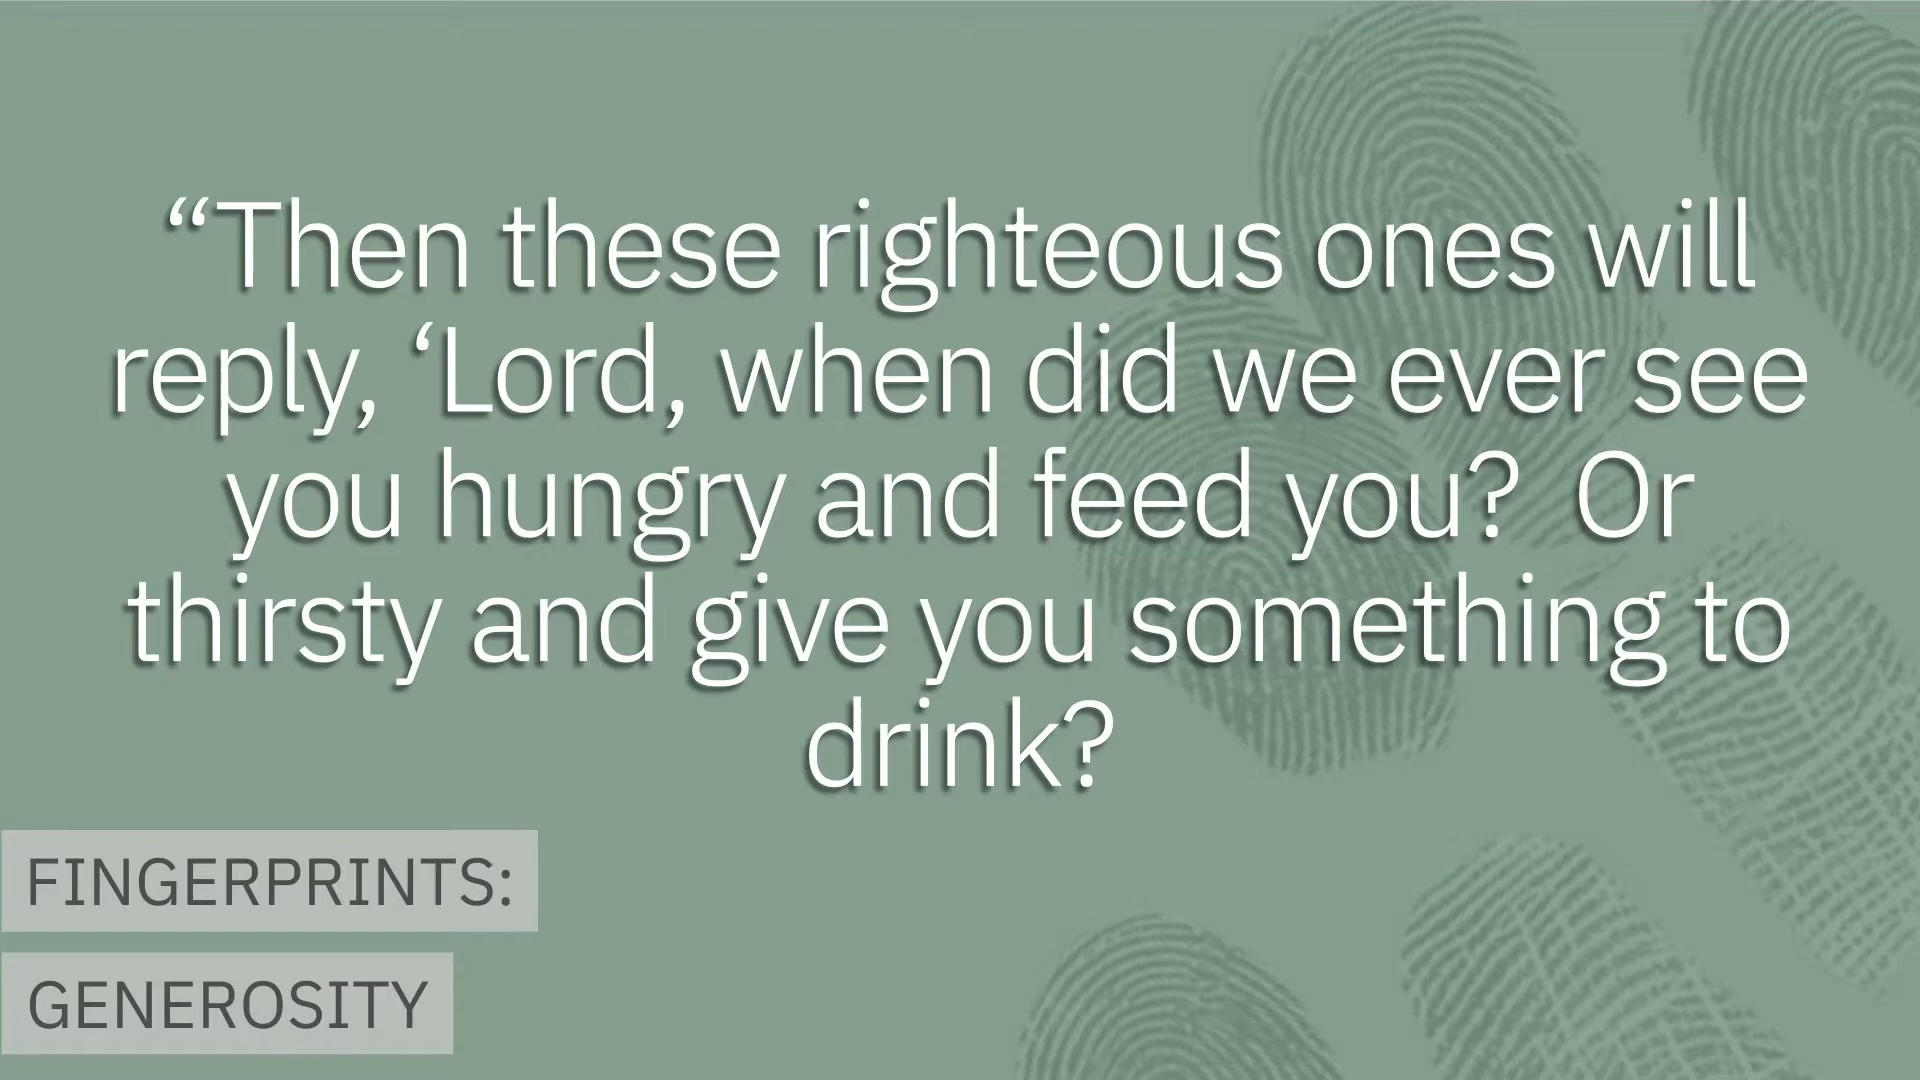 “Then these righteous ones will
reply, ‘Lord, when did we ever see
you hungry and feed you?  Or
thirsty and give you something to
drink?
FINGERPRINTS:
GENEROSITY